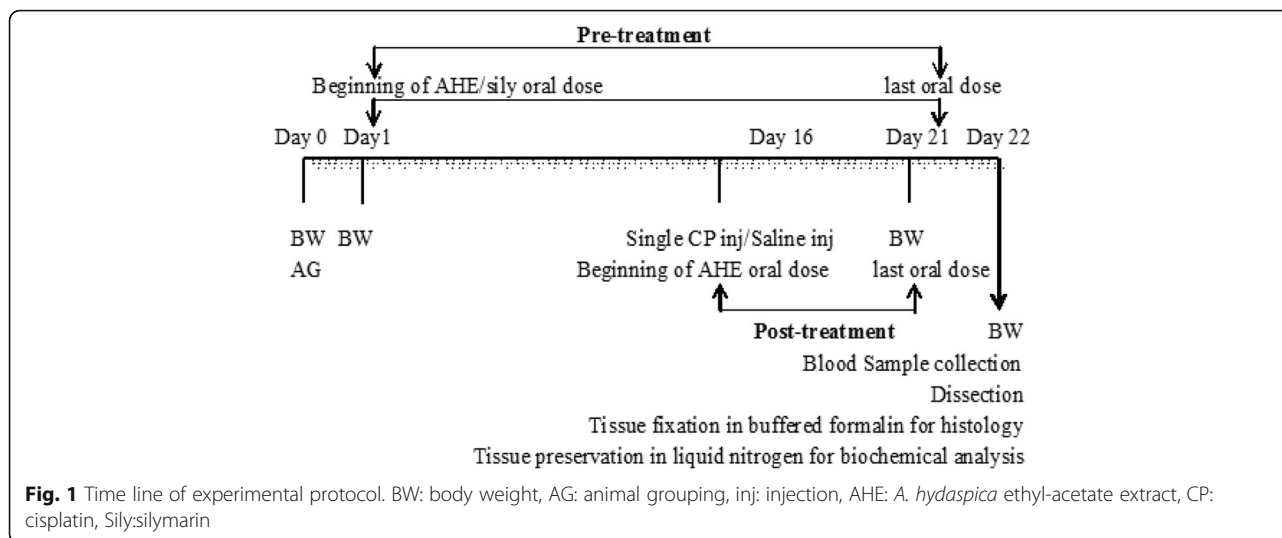 Pre-treatment
Beginning of AHE/sily oral dose last oral dose
Day 0 Day1 Day 16 Day 21 Day 22
BW BW Single CP inj/Saline inj BW
AG Beginning of AHE oral dose last oral dose
Post-treatment BW
Blood Sample collection
Dissection
Tissue fixation in buffered formalin for histology
Tissue preservation in liquid nitrogen for biochemical analysis
Fig. 1 Time line of experimental protocol. BW: body weight, AG: animal grouping, inj: injection, AHE: A. hydaspica ethyl-acetate extract, CP:
cisplatin, Sily:silymarin